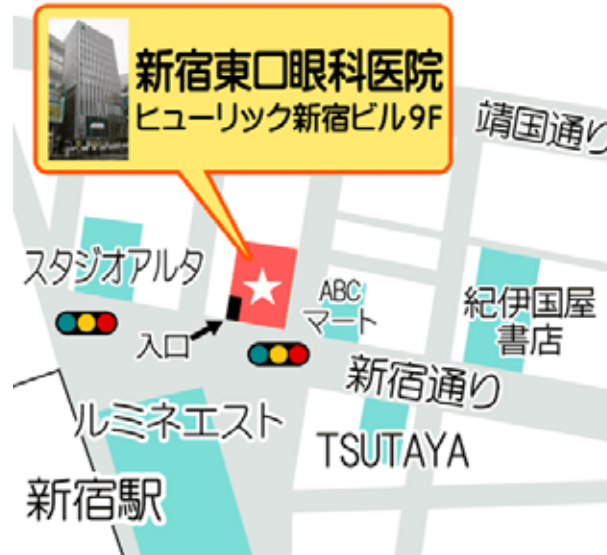 新宿東口眼科医院
ヒューリック新宿ビル9F
靖国通り
スタジオアルタ
ABC
マート
紀伊国屋
書店
入口
新宿通り
ルミネエスト
TSUTAYA
新宿駅